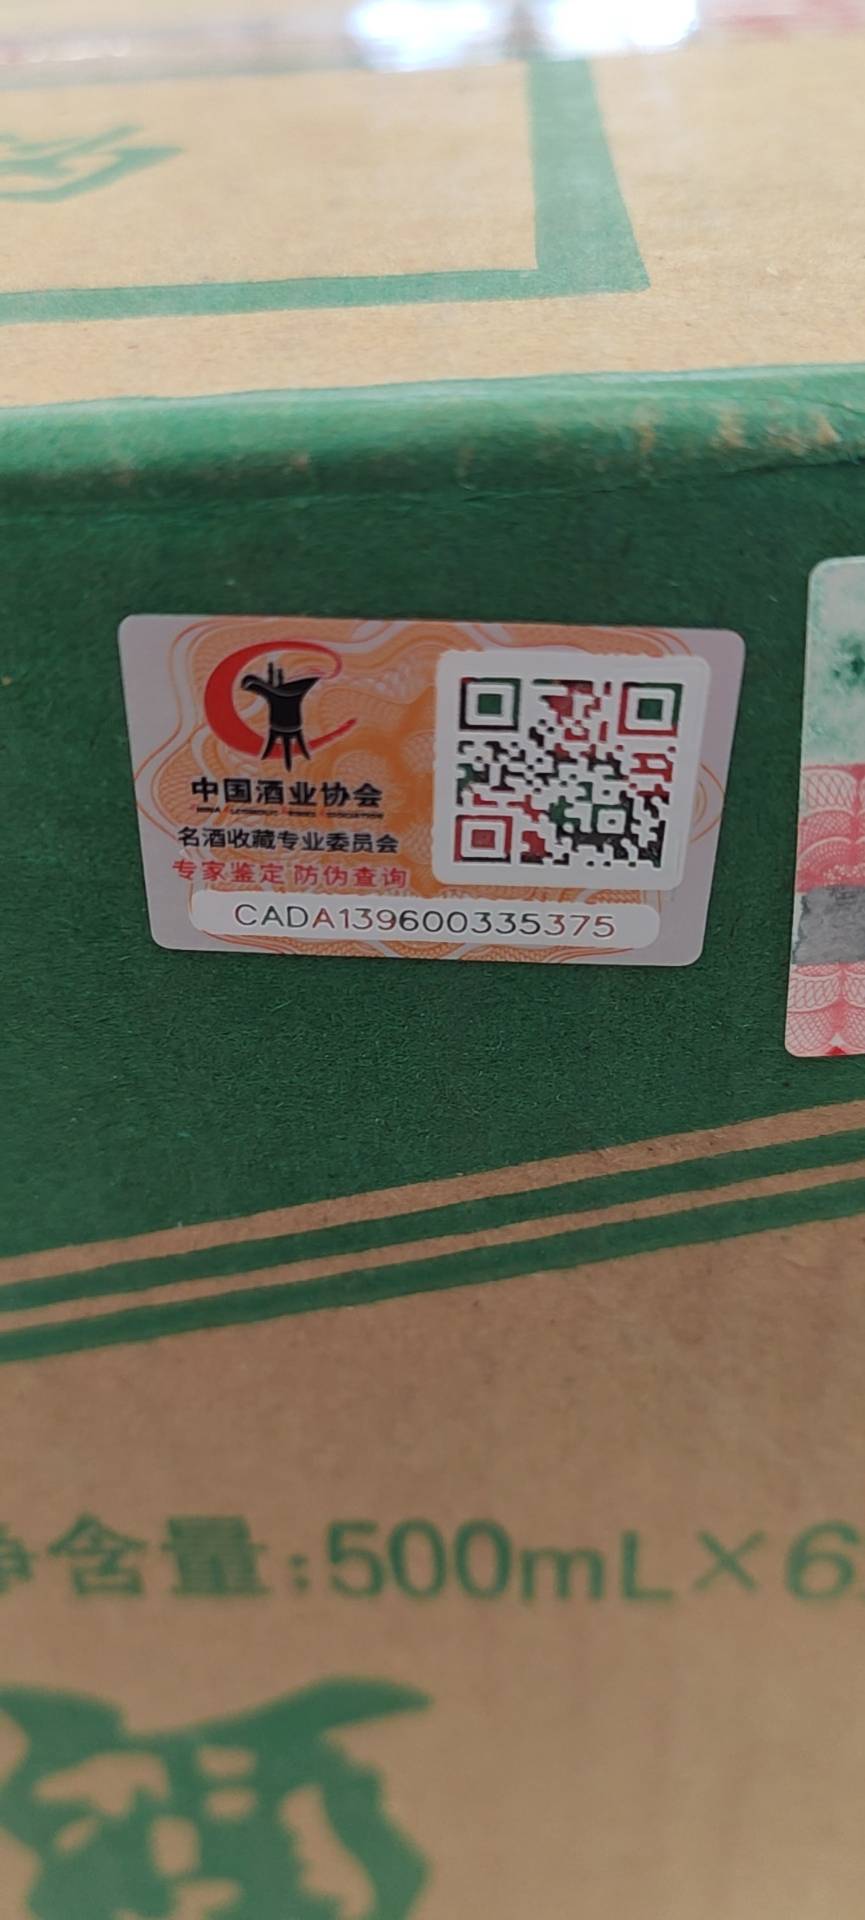 中国酒业协会
名酒收藏专业委员会
专家鉴定 防伪查询
CADA139600335375
净含量:500mL×6